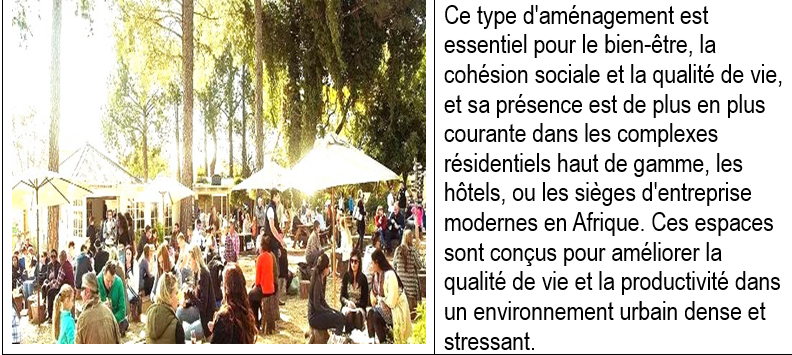 Ce type d'aménagement est
essentiel pour le bien-être, la
cohésion sociale et la qualité de vie,
et sa présence est de plus en plus
courante dans les complexes
résidentiels haut de gamme, les
hôtels, ou les sièges d'entreprise
modernes en Afrique. Ces espaces
sont conçus pour améliorer la
qualité de vie et la productivité dans
un environnement urbain dense et
stressant.